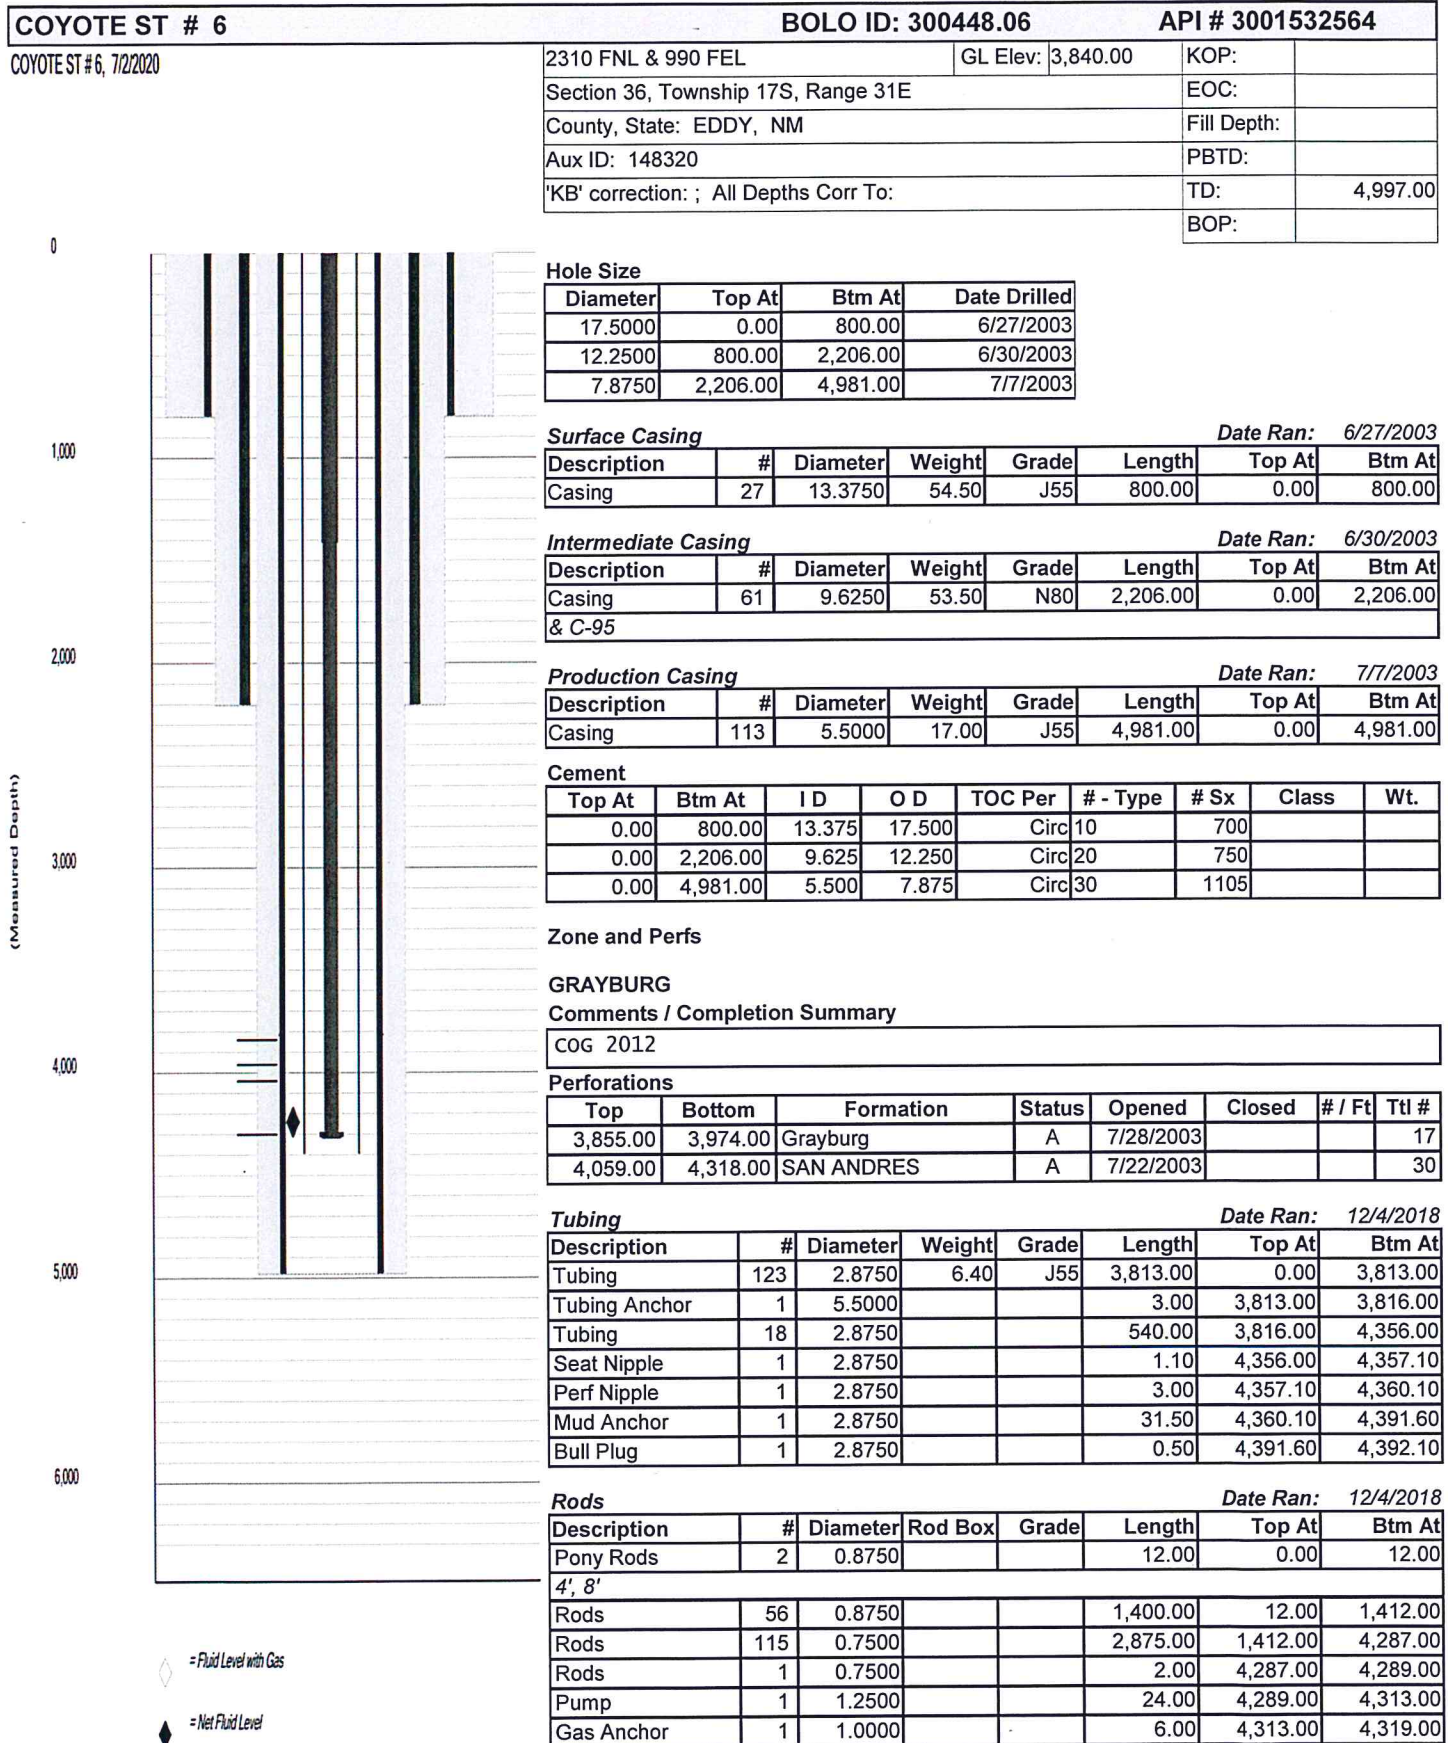 COYOTE ST # 6 BOLO ID: 300448.06 API # 3001532564
COYOTE ST # 6, 7/2/2020
2310 FNL & 990 FEL GL Elev: 3,840.00 KOP:
Section 36, Township 17S, Range 31E EOC:
County, State: EDDY, NM Fill Depth:
Aux ID: 148320 PBTD:
'KB' correction: ; All Depths Corr To: TD: 4,997.00
BOP:
0
1,000
2,000
3,000
4,000
5,000
6,000
(Measured Depth)
= Fluid Level with Gas
= Net Fluid Level
Hole Size
Diameter Top At Btm At Date Drilled
17.5000 0.00 800.00 6/27/2003
12.2500 800.00 2,206.00 6/30/2003
7.8750 2,206.00 4,981.00 7/7/2003
Surface Casing Date Ran: 6/27/2003
Description # Diameter Weight Grade Length Top At Btm At
Casing 27 13.3750 54.50 J55 800.00 0.00 800.00
Intermediate Casing Date Ran: 6/30/2003
Description # Diameter Weight Grade Length Top At Btm At
Casing 61 9.6250 53.50 N80 2,206.00 0.00 2,206.00
& C-95
Production Casing Date Ran: 7/7/2003
Description # Diameter Weight Grade Length Top At Btm At
Casing 113 5.5000 17.00 J55 4,981.00 0.00 4,981.00
Cement
Top At Btm At I D O D TOC Per # - Type # Sx Class Wt.
0.00 800.00 13.375 17.500 Circ 10 700
0.00 2,206.00 9.625 12.250 Circ 20 750
0.00 4,981.00 5.500 7.875 Circ 30 1105
Zone and Perfs
GRAYBURG
Comments / Completion Summary
COG 2012
Perforations
Top Bottom Formation Status Opened Closed # / Ft Ttl #
3,855.00 3,974.00 Grayburg A 7/28/2003 17
4,059.00 4,318.00 SAN ANDRES A 7/22/2003 30
Tubing Date Ran: 12/4/2018
Description # Diameter Weight Grade Length Top At Btm At
Tubing 123 2.8750 6.40 J55 3,813.00 0.00 3,813.00
Tubing Anchor 1 5.5000 3.00 3,813.00 3,816.00
Tubing 18 2.8750 540.00 3,816.00 4,356.00
Seat Nipple 1 2.8750 1.10 4,356.00 4,357.10
Perf Nipple 1 2.8750 3.00 4,357.10 4,360.10
Mud Anchor 1 2.8750 31.50 4,360.10 4,391.60
Bull Plug 1 2.8750 0.50 4,391.60 4,392.10
Rods Date Ran: 12/4/2018
Description # Diameter Rod Box Grade Length Top At Btm At
Pony Rods 2 0.8750 12.00 0.00 12.00
4', 8'
Rods 56 0.8750 1,400.00 12.00 1,412.00
Rods 115 0.7500 2,875.00 1,412.00 4,287.00
Rods 1 0.7500 2.00 4,287.00 4,289.00
Pump 1 1.2500 24.00 4,289.00 4,313.00
Gas Anchor 1 1.0000 6.00 4,313.00 4,319.00